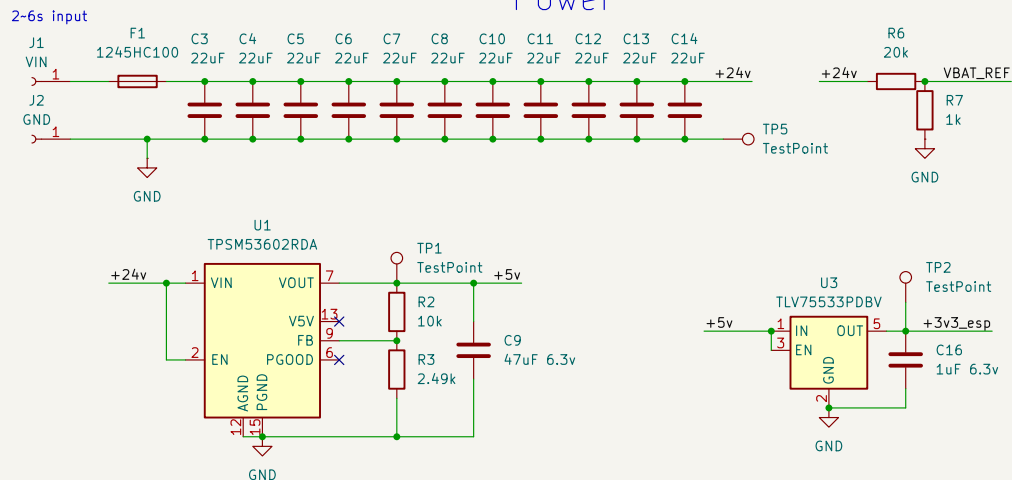 Power
2~6s input
J1
VIN
1
F1
1245HC100
C3
22uF
C4
22uF
C5
22uF
C6
22uF
C7
22uF
C8
22uF
C10
22uF
C11
22uF
C12
22uF
C13
22uF
C14
22uF
+24v
J2
GND
1
TP5
TestPoint
GND
+24v
R6
20k
VBAT_REF
R7
1k
GND
U1
TPSM53602RDA
+24v
1
VIN
VOUT
7
V5V
13
FB
9
2
EN
PGOOD
6
AGND
12
PGND
15
GND
TP1
TestPoint
+5v
R2
10k
R3
2.49k
C9
47uF 6.3v
U3
TLV75533PDBV
+5v
1
IN
OUT
5
3
EN
GND
2
GND
TP2
TestPoint
+3v3_esp
C16
1uF 6.3v